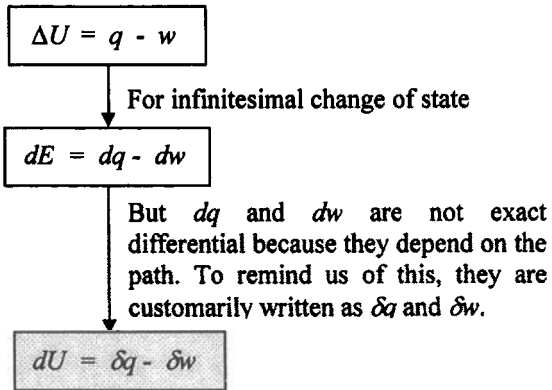 ΔU = q - w
For infinitesimal change of state
dE = dq - dw
But dq and dw are not exact
differential because they depend on the
path. To remind us of this, they are
customarily written as δq and δw.
dU = δq - δw